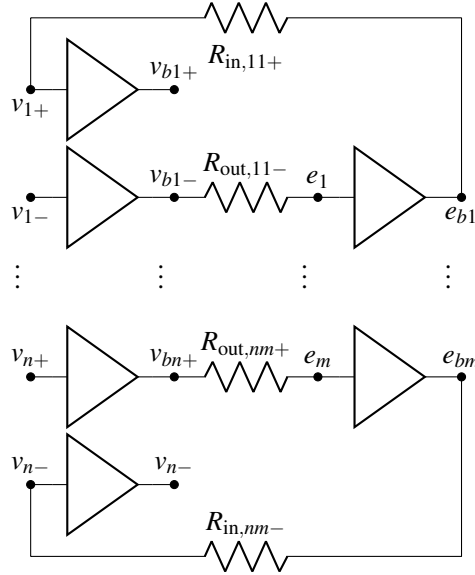 R_in,11+
v_1+ v_b1+
v_1− v_b1− R_out,11− e_1 e_b1
⋮ ⋮ ⋮ ⋮
v_n+ v_bn+ R_out,nm+ e_m e_bm
v_n− v_n−
R_in,nm−